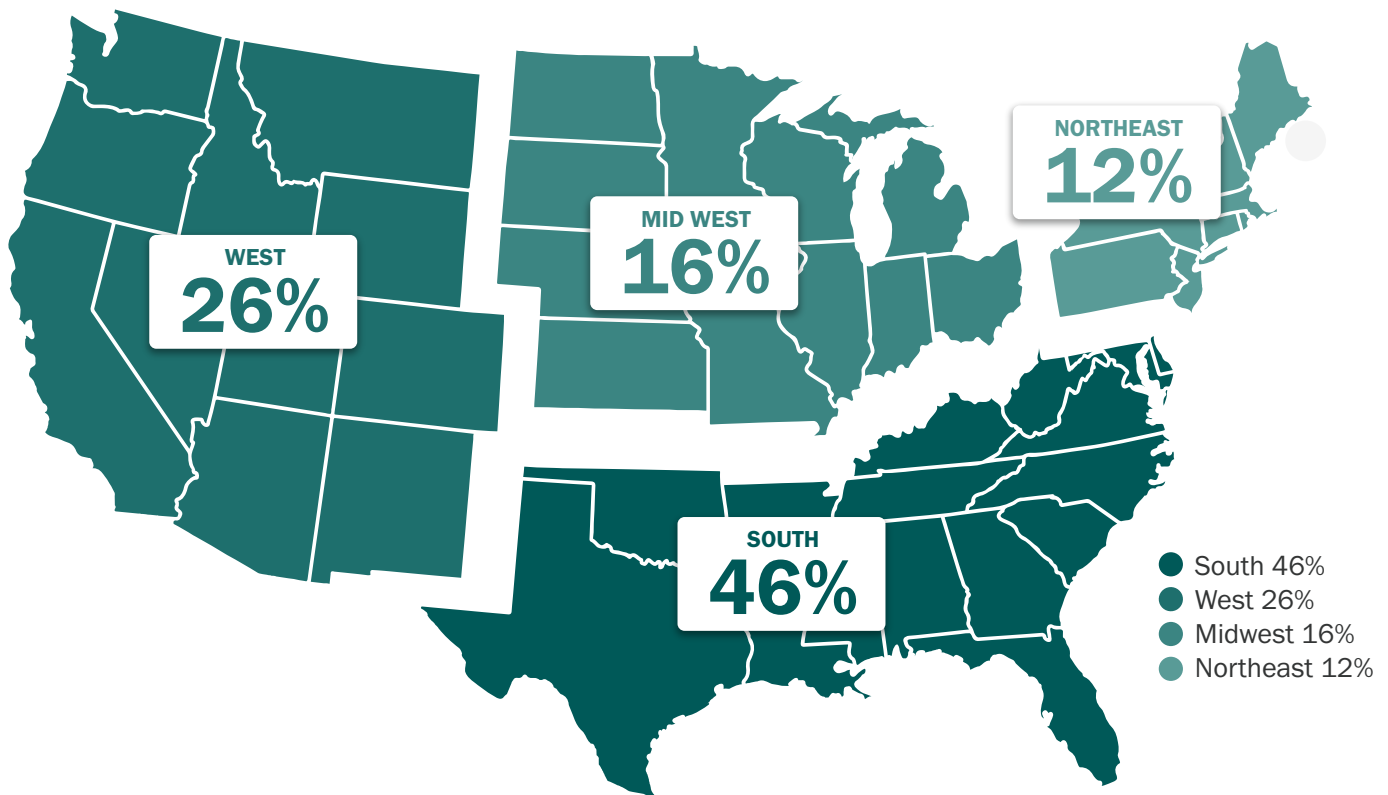 NORTHEAST
12%
MID WEST
16%
WEST
26%
SOUTH
46%
South 46%
West 26%
Midwest 16%
Northeast 12%